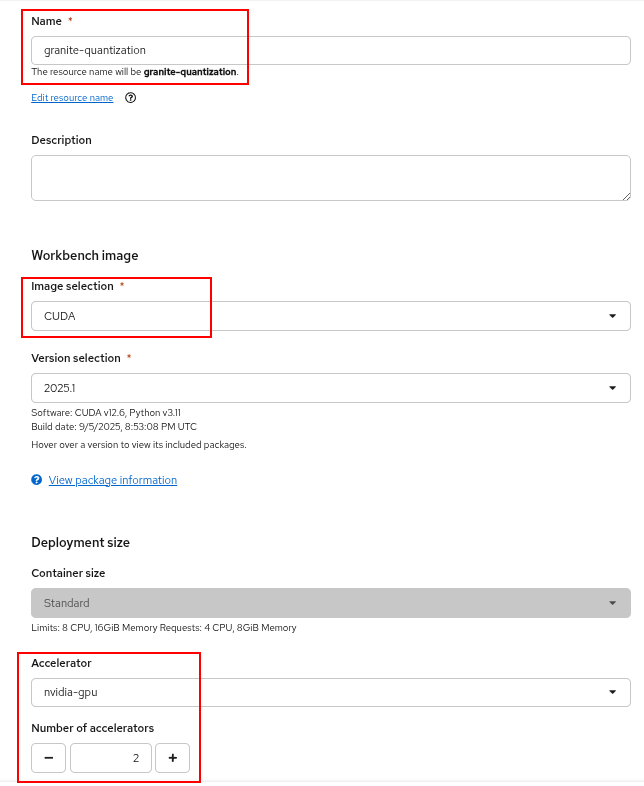 Name *
granite-quantization
The resource name will be granite-quantization.
Edit resource name
Description
Workbench image
Image selection *
CUDA
Version selection *
2025.1
Software: CUDA v12.6, Python v3.11
Build date: 9/5/2025, 8:53:08 PM UTC
Hover over a version to view its included packages.
View package information
Deployment size
Container size
Standard
Limits: 8 CPU, 16GiB Memory Requests: 4 CPU, 8GiB Memory
Accelerator
nvidia-gpu
Number of accelerators
2